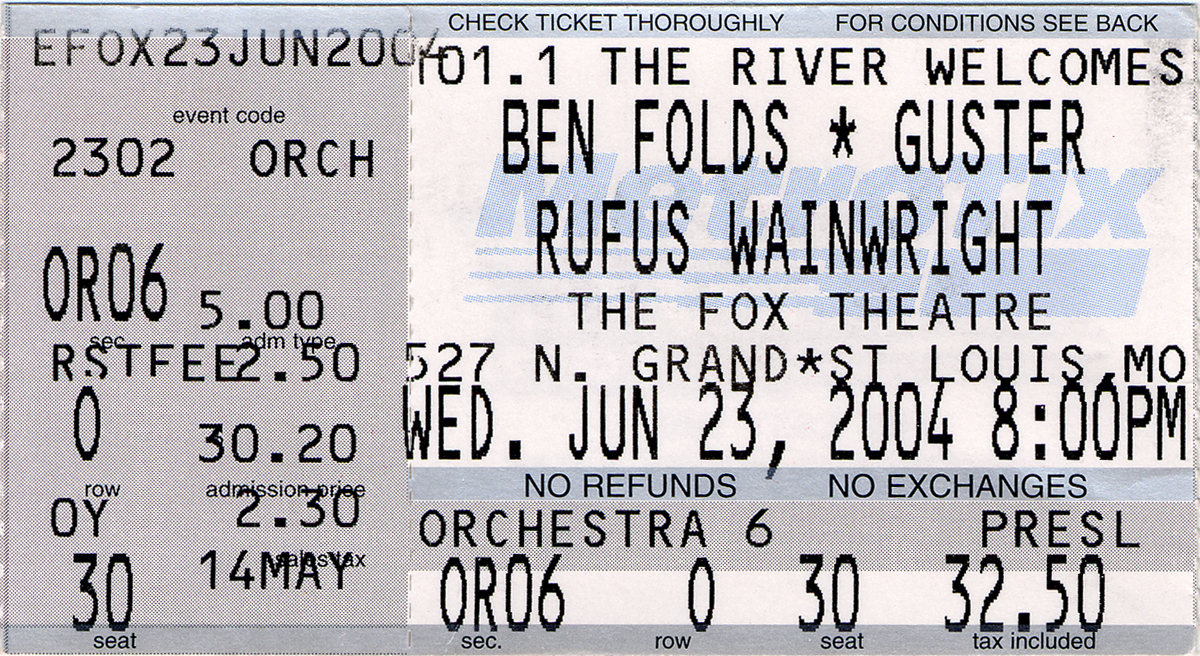 EFOX23JUN2004
event code
2302 ORCH
OR06 5.00
sec. adm type
RSTFEE2.50
O
30.20
row admission price
OY 2.30
sales tax
30 14MAY
seat
CHECK TICKET THOROUGHLY FOR CONDITIONS SEE BACK
101.1 THE RIVER WELCOMES
BEN FOLDS * GUSTER
MetroTix
RUFUS WAINWRIGHT
THE FOX THEATRE
527 N. GRAND*ST LOUIS,MO
WED. JUN 23, 2004 8:00PM
NO REFUNDS NO EXCHANGES
ORCHESTRA 6 PRESL
OR06 O 30 32.50
sec. row seat tax included